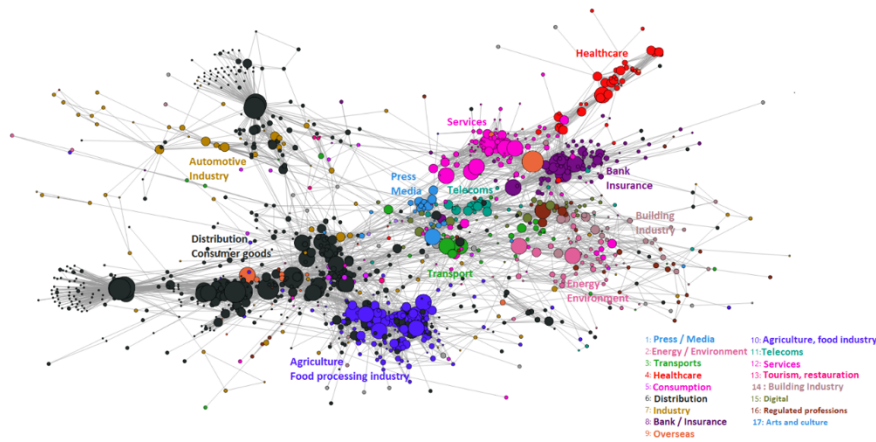 Healthcare
Services
Automotive
Industry
Press
Media
Telecoms
Bank
Insurance
Building
Industry
Distribution,
Consumer goods
Transport
Energy
Environment
Agriculture
Food processing industry
1: Press / Media
2: Energy / Environment
3: Transports
4: Healthcare
5: Consumption
6: Distribution
7: Industry
8: Bank / Insurance
9: Overseas
10: Agriculture, food industry
11: Telecoms
12: Services
13: Tourism, restauration
14 : Building Industry
15: Digital
16: Regulated professions
17: Arts and culture